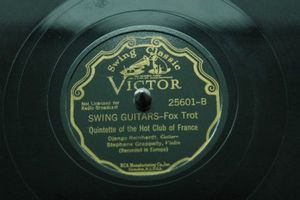 Swing Classic
VICTOR
Not Licensed for
Radio Broadcast
25601-B
SWING GUITARS—Fox Trot
Quintette of the Hot Club of France
Django Reinhardt, Guitar
Stephane Grappelly, Violin
(Recorded in Europe)
RCA Manufacturing Co., Inc.
Camden, N.J., U.S.A.